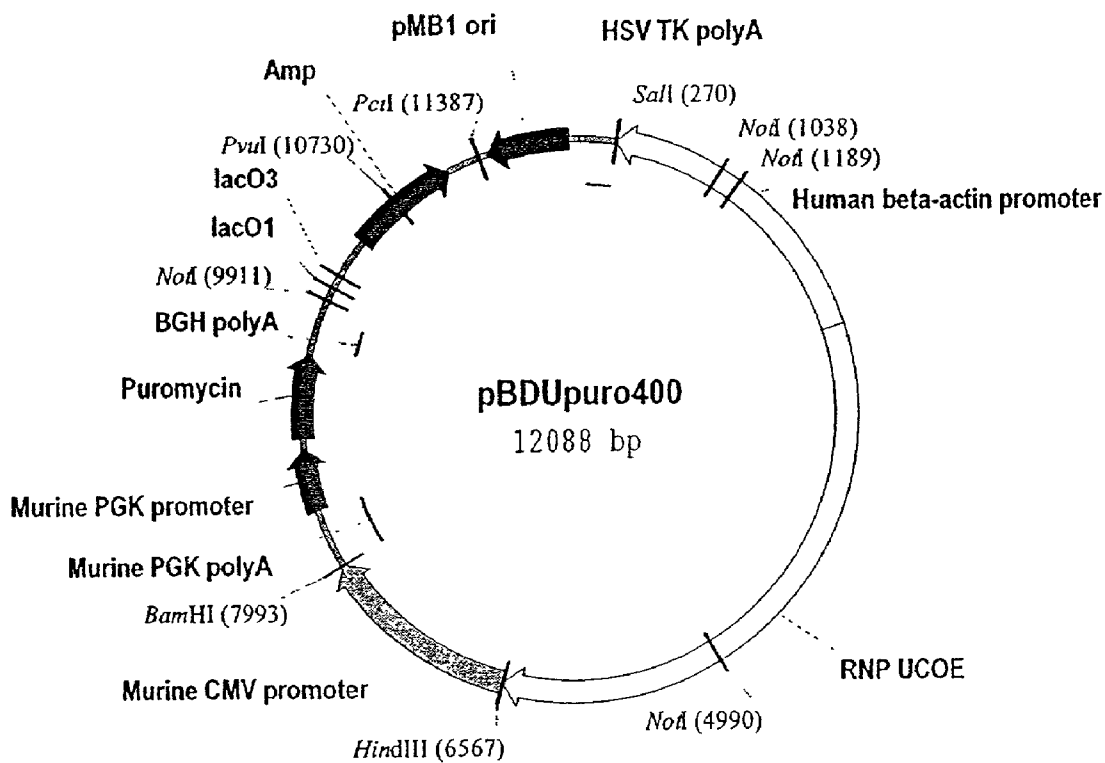 pMB1 ori
HSV TK polyA
Amp
PciI (11387)
SalI (270)
PvuI (10730)
NotI (1038)
NotI (1189)
lacO3
Human beta-actin promoter
lacO1
NotI (9911)
BGH polyA
Puromycin
pBDUpuro400
12088 bp
Murine PGK promoter
Murine PGK polyA
BamHI (7993)
RNP UCOE
Murine CMV promoter
NotI (4990)
HindIII (6567)